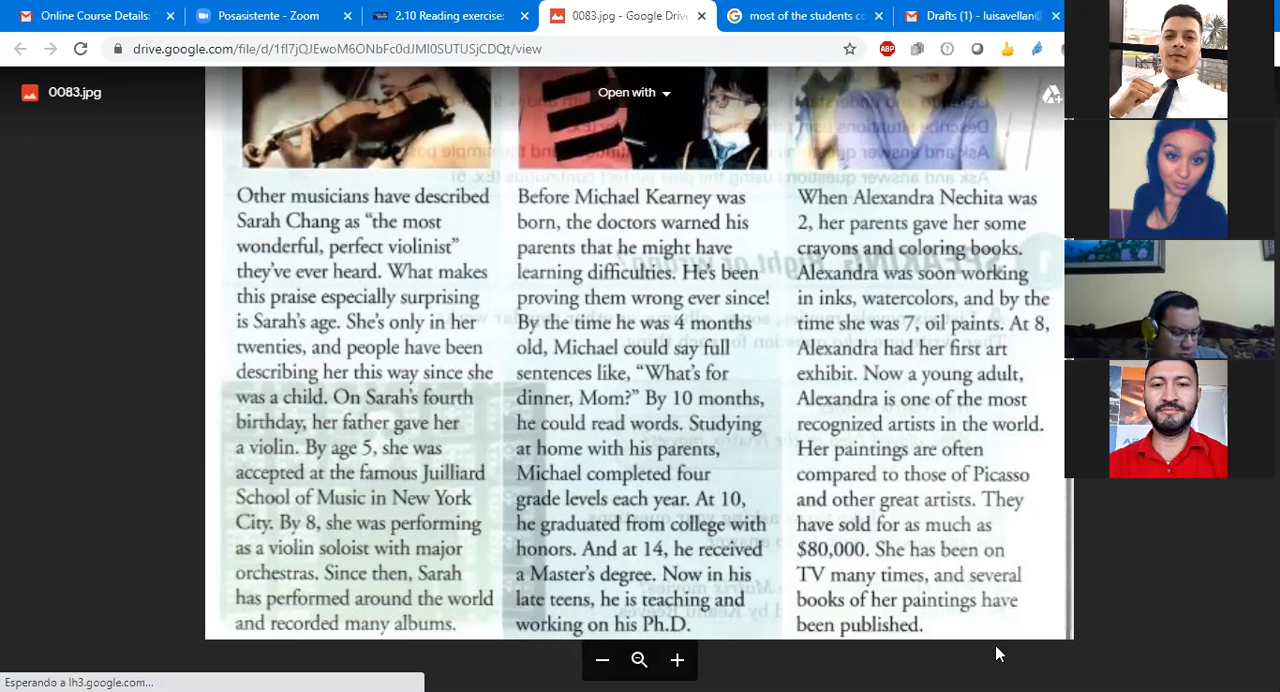 Online Course Details:
Posasistente - Zoom
2.10 Reading exercise:
0083.jpg - Google Drive
most of the students co
Drafts (1) - luisavellan@
drive.google.com/file/d/1fI7jQJEwoM6ONbFc0dJMI0SUTUSjCDQt/view
ABP
0083.jpg
Open with
Other musicians have described
Sarah Chang as "the most
wonderful, perfect violinist"
they've ever heard. What makes
this praise especially surprising
is Sarah's age. She's only in her
twenties, and people have been
describing her this way since she
was a child. On Sarah's fourth
birthday, her father gave her
a violin. By age 5, she was
accepted at the famous Juilliard
School of Music in New York
City. By 8, she was performing
as a violin soloist with major
orchestras. Since then, Sarah
has performed around the world
and recorded many albums.
Before Michael Kearney was
born, the doctors warned his
parents that he might have
learning difficulties. He's been
proving them wrong ever since!
By the time he was 4 months
old, Michael could say full
sentences like, "What's for
dinner, Mom?" By 10 months,
he could read words. Studying
at home with his parents,
Michael completed four
grade levels each year. At 10,
he graduated from college with
honors. And at 14, he received
a Master's degree. Now in his
late teens, he is teaching and
working on his Ph.D.
When Alexandra Nechita was
2, her parents gave her some
crayons and coloring books.
Alexandra was soon working
in inks, watercolors, and by the
time she was 7, oil paints. At 8,
Alexandra had her first art
exhibit. Now a young adult,
Alexandra is one of the most
recognized artists in the world.
Her paintings are often
compared to those of Picasso
and other great artists. They
have sold for as much as
$80,000. She has been on
TV many times, and several
books of her paintings have
been published.
Esperando a lh3.google.com...